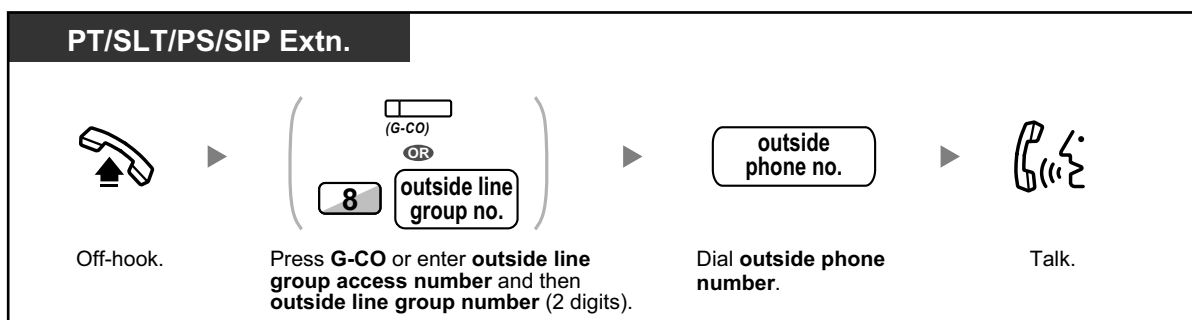 PT/SLT/PS/SIP Extn.
(G-CO)
OR
8
outside line
group no.
outside
phone no.
Off-hook.
Press G-CO or enter outside line
group access number and then
outside line group number (2 digits).
Dial outside phone
number.
Talk.